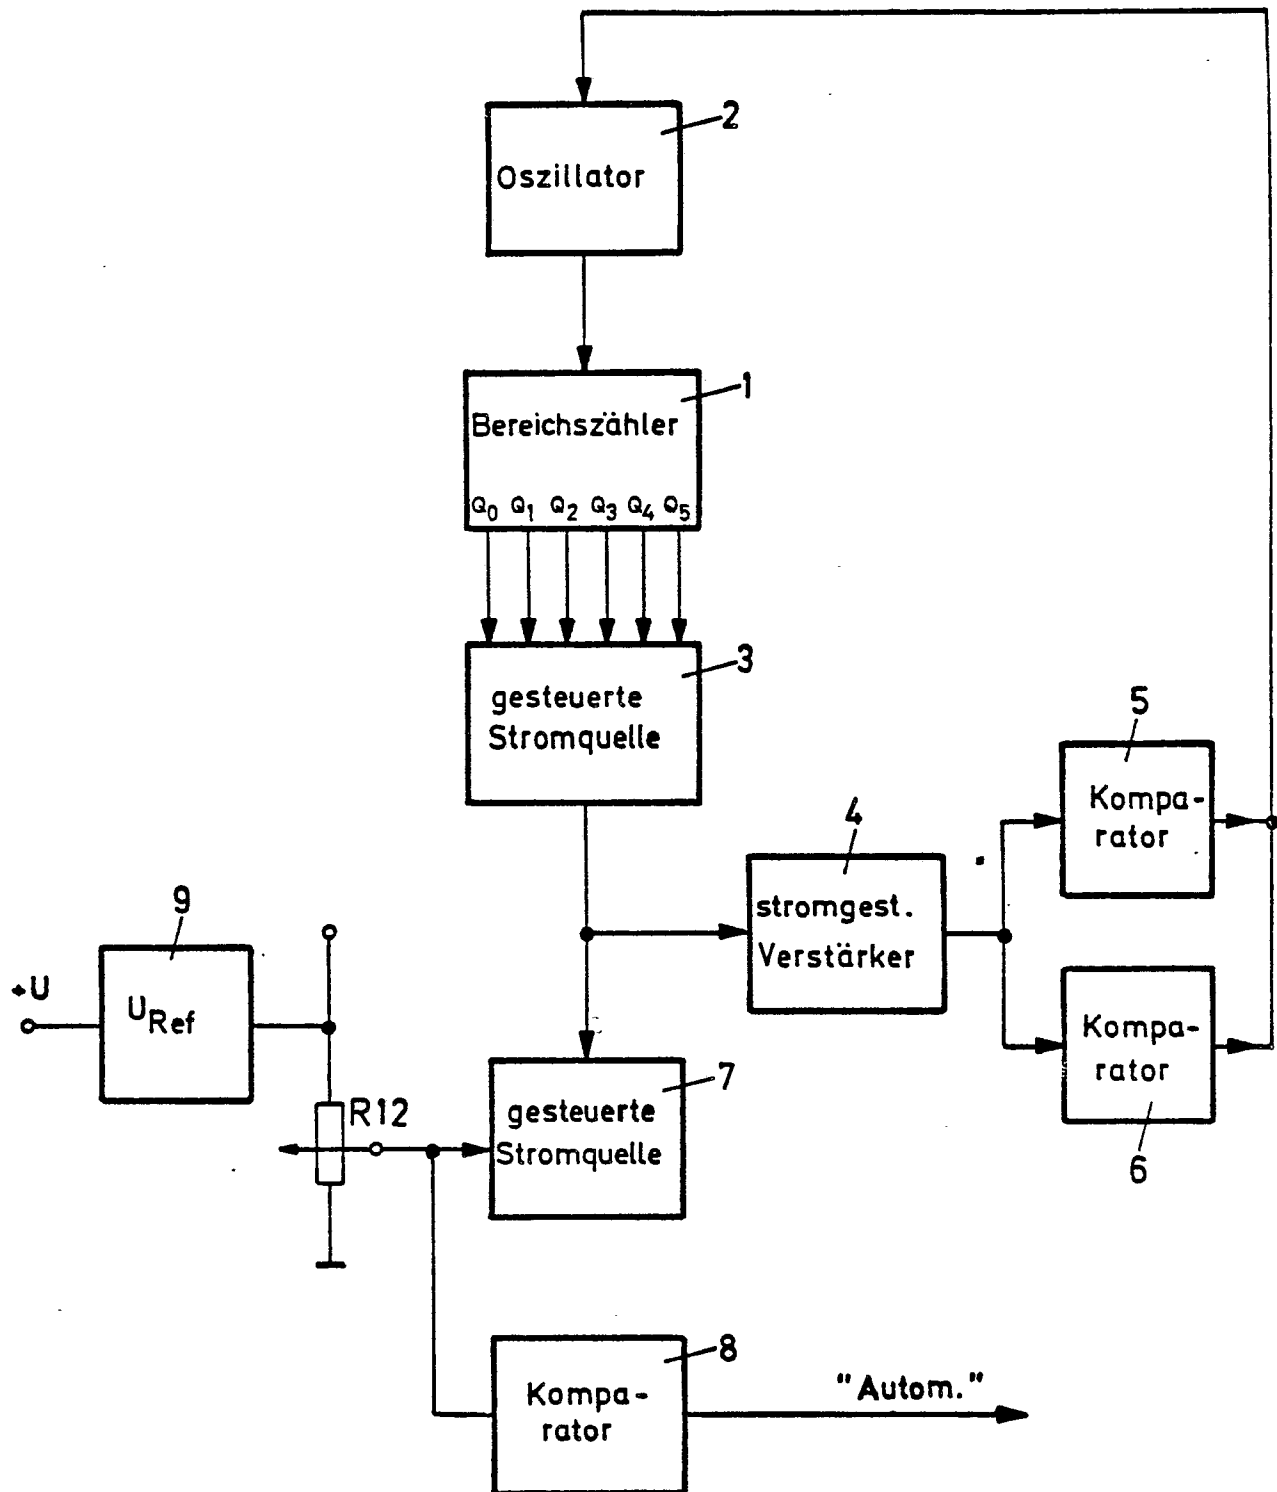 2
Oszillator
1
Bereichszähler
Q0 Q1 Q2 Q3 Q4 Q5
3
gesteuerte
Stromquelle
5
Kompa-
rator
4
stromgest.
Verstärker
9
+U
URef
Kompa-
rator
6
R12
7
gesteuerte
Stromquelle
8
Kompa-
rator
"Autom."